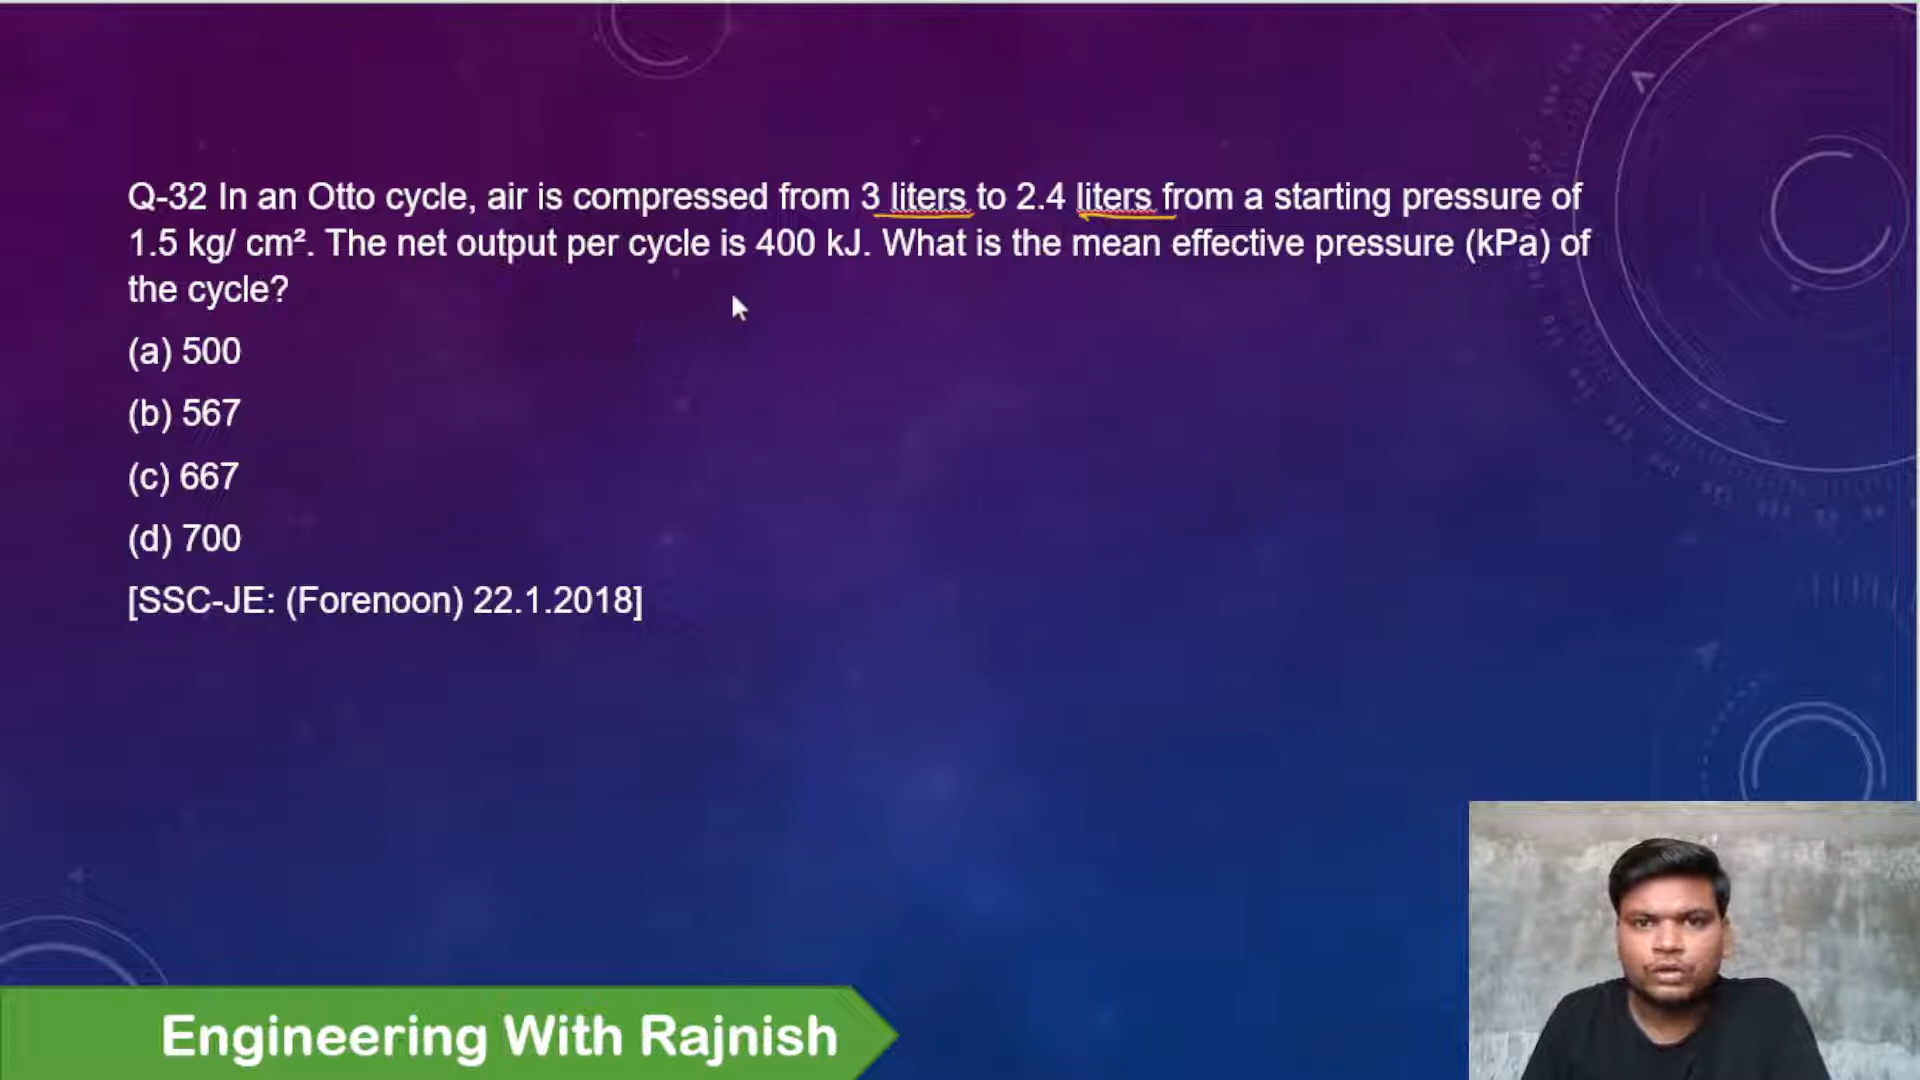 Q-32 In an Otto cycle, air is compressed from 3 liters to 2.4 liters from a starting pressure of
1.5 kg/ cm². The net output per cycle is 400 kJ. What is the mean effective pressure (kPa) of
the cycle?
(a) 500
(b) 567
(c) 667
(d) 700
[SSC-JE: (Forenoon) 22.1.2018]
Engineering With Rajnish